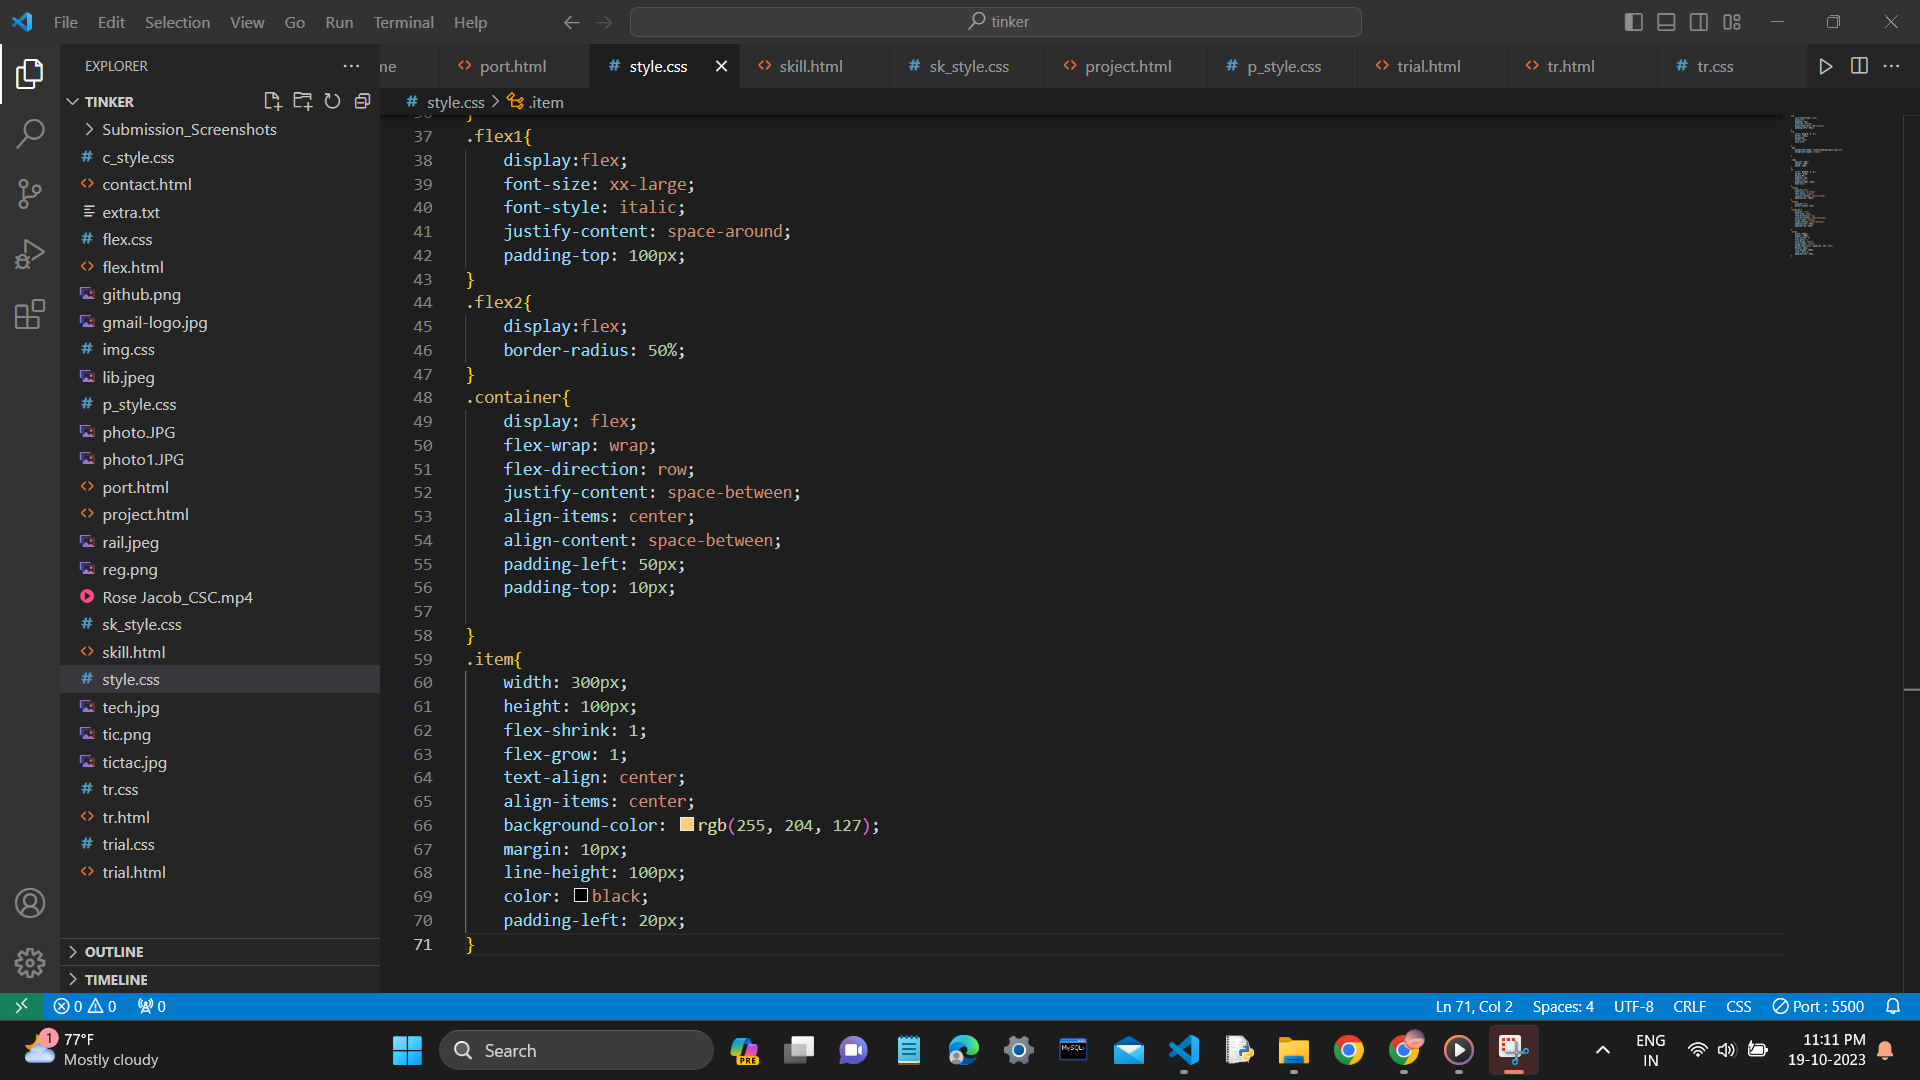 File Edit Selection View Go Run Terminal Help
tinker
EXPLORER
me
port.html
style.css
skill.html
sk_style.css
project.html
p_style.css
trial.html
tr.html
tr.css
TINKER
style.css > .item
Submission_Screenshots
c_style.css
contact.html
extra.txt
flex.css
flex.html
github.png
gmail-logo.jpg
img.css
lib.jpeg
p_style.css
photo.JPG
photo1.JPG
port.html
project.html
rail.jpeg
reg.png
Rose Jacob_CSC.mp4
sk_style.css
skill.html
style.css
tech.jpg
tic.png
tictac.jpg
tr.css
tr.html
trial.css
trial.html
OUTLINE
TIMELINE
37 .flex1{
38 display:flex;
39 font-size: xx-large;
40 font-style: italic;
41 justify-content: space-around;
42 padding-top: 100px;
43 }
44 .flex2{
45 display:flex;
46 border-radius: 50%;
47 }
48 .container{
49 display: flex;
50 flex-wrap: wrap;
51 flex-direction: row;
52 justify-content: space-between;
53 align-items: center;
54 align-content: space-between;
55 padding-left: 50px;
56 padding-top: 10px;
57
58 }
59 .item{
60 width: 300px;
61 height: 100px;
62 flex-shrink: 1;
63 flex-grow: 1;
64 text-align: center;
65 align-items: center;
66 background-color: rgb(255, 204, 127);
67 margin: 10px;
68 line-height: 100px;
69 color: black;
70 padding-left: 20px;
71 }
0 0 0
Ln 71, Col 2 Spaces: 4 UTF-8 CRLF CSS Port : 5500
1
77°F
Mostly cloudy
Search
PRE
MySQL
ENG
IN
11:11 PM
19-10-2023